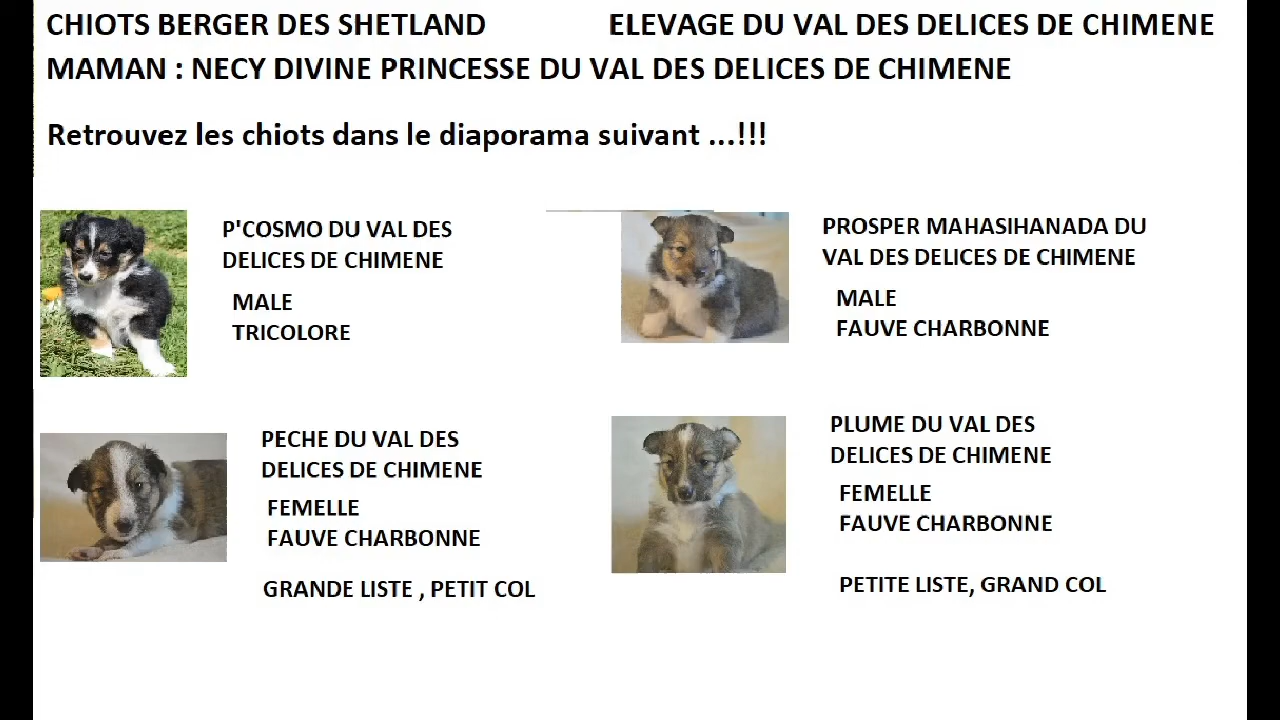 CHIOTS BERGER DES SHETLAND ELEVAGE DU VAL DES DELICES DE CHIMENE
MAMAN : NECY DIVINE PRINCESSE DU VAL DES DELICES DE CHIMENE
Retrouvez les chiots dans le diaporama suivant ...!!!
P'COSMO DU VAL DES
DELICES DE CHIMENE
MALE
TRICOLORE
PROSPER MAHASIHANADA DU
VAL DES DELICES DE CHIMENE
MALE
FAUVE CHARBONNE
PECHE DU VAL DES
DELICES DE CHIMENE
FEMELLE
FAUVE CHARBONNE
GRANDE LISTE , PETIT COL
PLUME DU VAL DES
DELICES DE CHIMENE
FEMELLE
FAUVE CHARBONNE
PETITE LISTE, GRAND COL